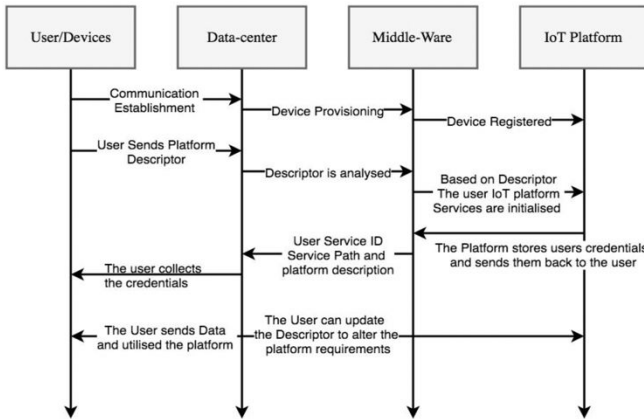 User/Devices
Data-center
Middle-Ware
IoT Platform
Communication
Establishment
Device Provisioning
Device Registered
User Sends Platform
Descriptor
Descriptor is analysed
Based on Descriptor
The user IoT platform
Services are initialised
The Platform stores users credentials
and sends them back to the user
User Service ID
Service Path and
platform description
The user collects
the credentials
The User sends Data
and utilised the platform
The User can update
the Descriptor to alter the
platform requirements